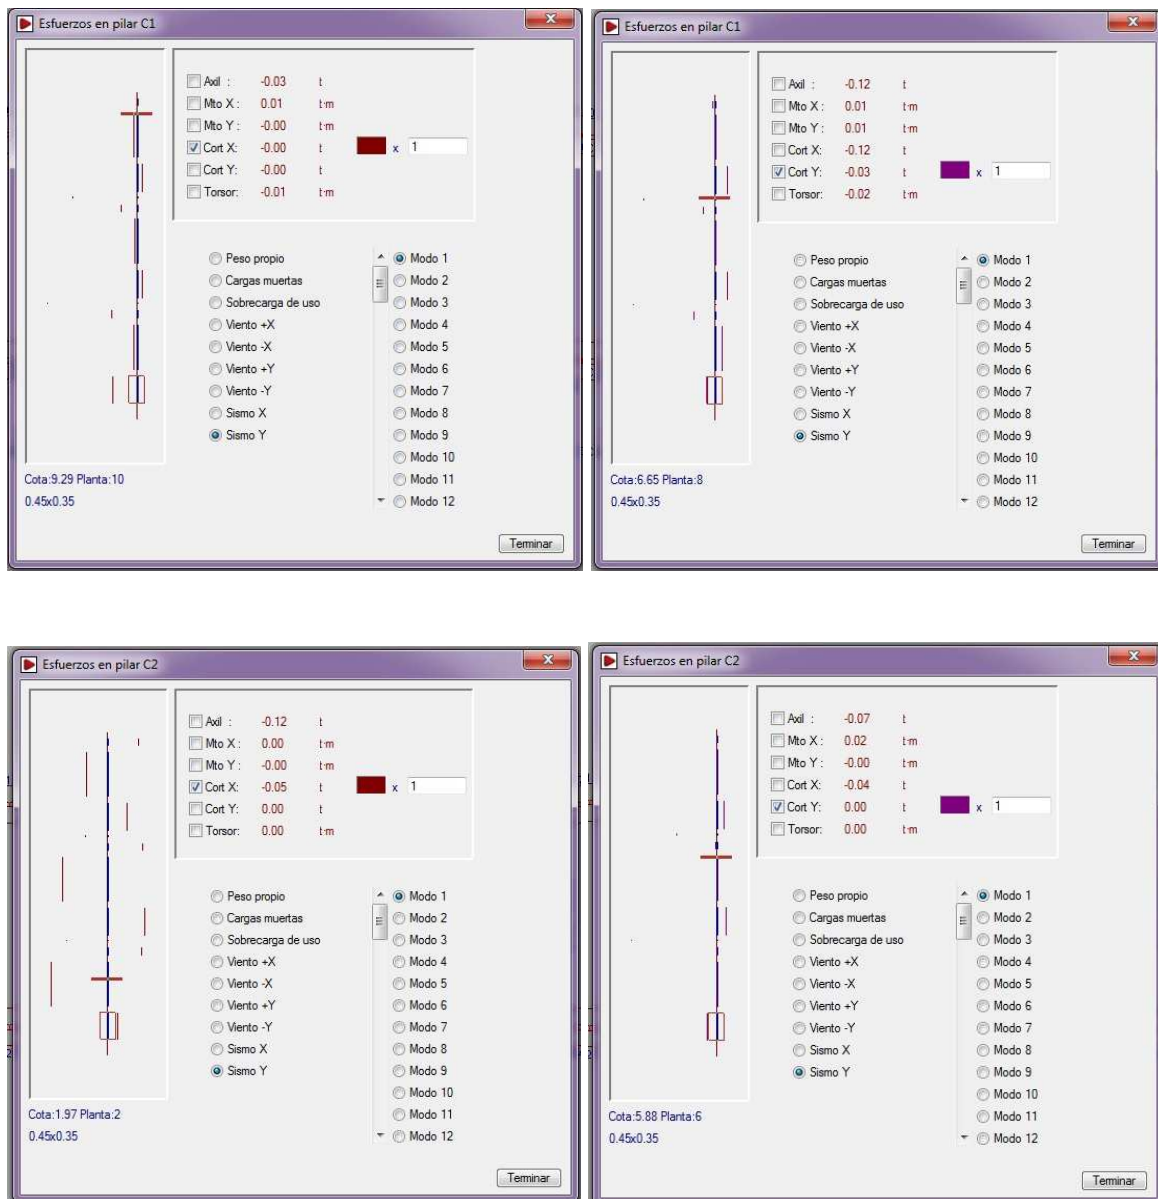 Esfuerzos en pilar C1
Axil : -0.03 t
Mto X : 0.01 t·m
Mto Y : -0.00 t·m
Cort X: -0.00 t x 1
Cort Y: -0.00 t
Torsor: -0.01 t·m
Peso propio
Cargas muertas
Sobrecarga de uso
Viento +X
Viento -X
Viento +Y
Viento -Y
Sismo X
Sismo Y
Modo 1
Modo 2
Modo 3
Modo 4
Modo 5
Modo 6
Modo 7
Modo 8
Modo 9
Modo 10
Modo 11
Modo 12
Cota:9.29 Planta:10
0.45x0.35
Terminar
Esfuerzos en pilar C1
Axil : -0.12 t
Mto X : 0.01 t·m
Mto Y : 0.01 t·m
Cort X: -0.12 t
Cort Y: -0.03 t x 1
Torsor: -0.02 t·m
Peso propio
Cargas muertas
Sobrecarga de uso
Viento +X
Viento -X
Viento +Y
Viento -Y
Sismo X
Sismo Y
Modo 1
Modo 2
Modo 3
Modo 4
Modo 5
Modo 6
Modo 7
Modo 8
Modo 9
Modo 10
Modo 11
Modo 12
Cota:6.65 Planta:8
0.45x0.35
Terminar
Esfuerzos en pilar C2
Axil : -0.12 t
Mto X : 0.00 t·m
Mto Y : -0.00 t·m
Cort X: -0.05 t x 1
Cort Y: 0.00 t
Torsor: 0.00 t·m
Peso propio
Cargas muertas
Sobrecarga de uso
Viento +X
Viento -X
Viento +Y
Viento -Y
Sismo X
Sismo Y
Modo 1
Modo 2
Modo 3
Modo 4
Modo 5
Modo 6
Modo 7
Modo 8
Modo 9
Modo 10
Modo 11
Modo 12
Cota:1.97 Planta:2
0.45x0.35
Terminar
Esfuerzos en pilar C2
Axil : -0.07 t
Mto X : 0.02 t·m
Mto Y : -0.00 t·m
Cort X: -0.04 t
Cort Y: 0.00 t x 1
Torsor: 0.00 t·m
Peso propio
Cargas muertas
Sobrecarga de uso
Viento +X
Viento -X
Viento +Y
Viento -Y
Sismo X
Sismo Y
Modo 1
Modo 2
Modo 3
Modo 4
Modo 5
Modo 6
Modo 7
Modo 8
Modo 9
Modo 10
Modo 11
Modo 12
Cota:5.88 Planta:6
0.45x0.35
Terminar